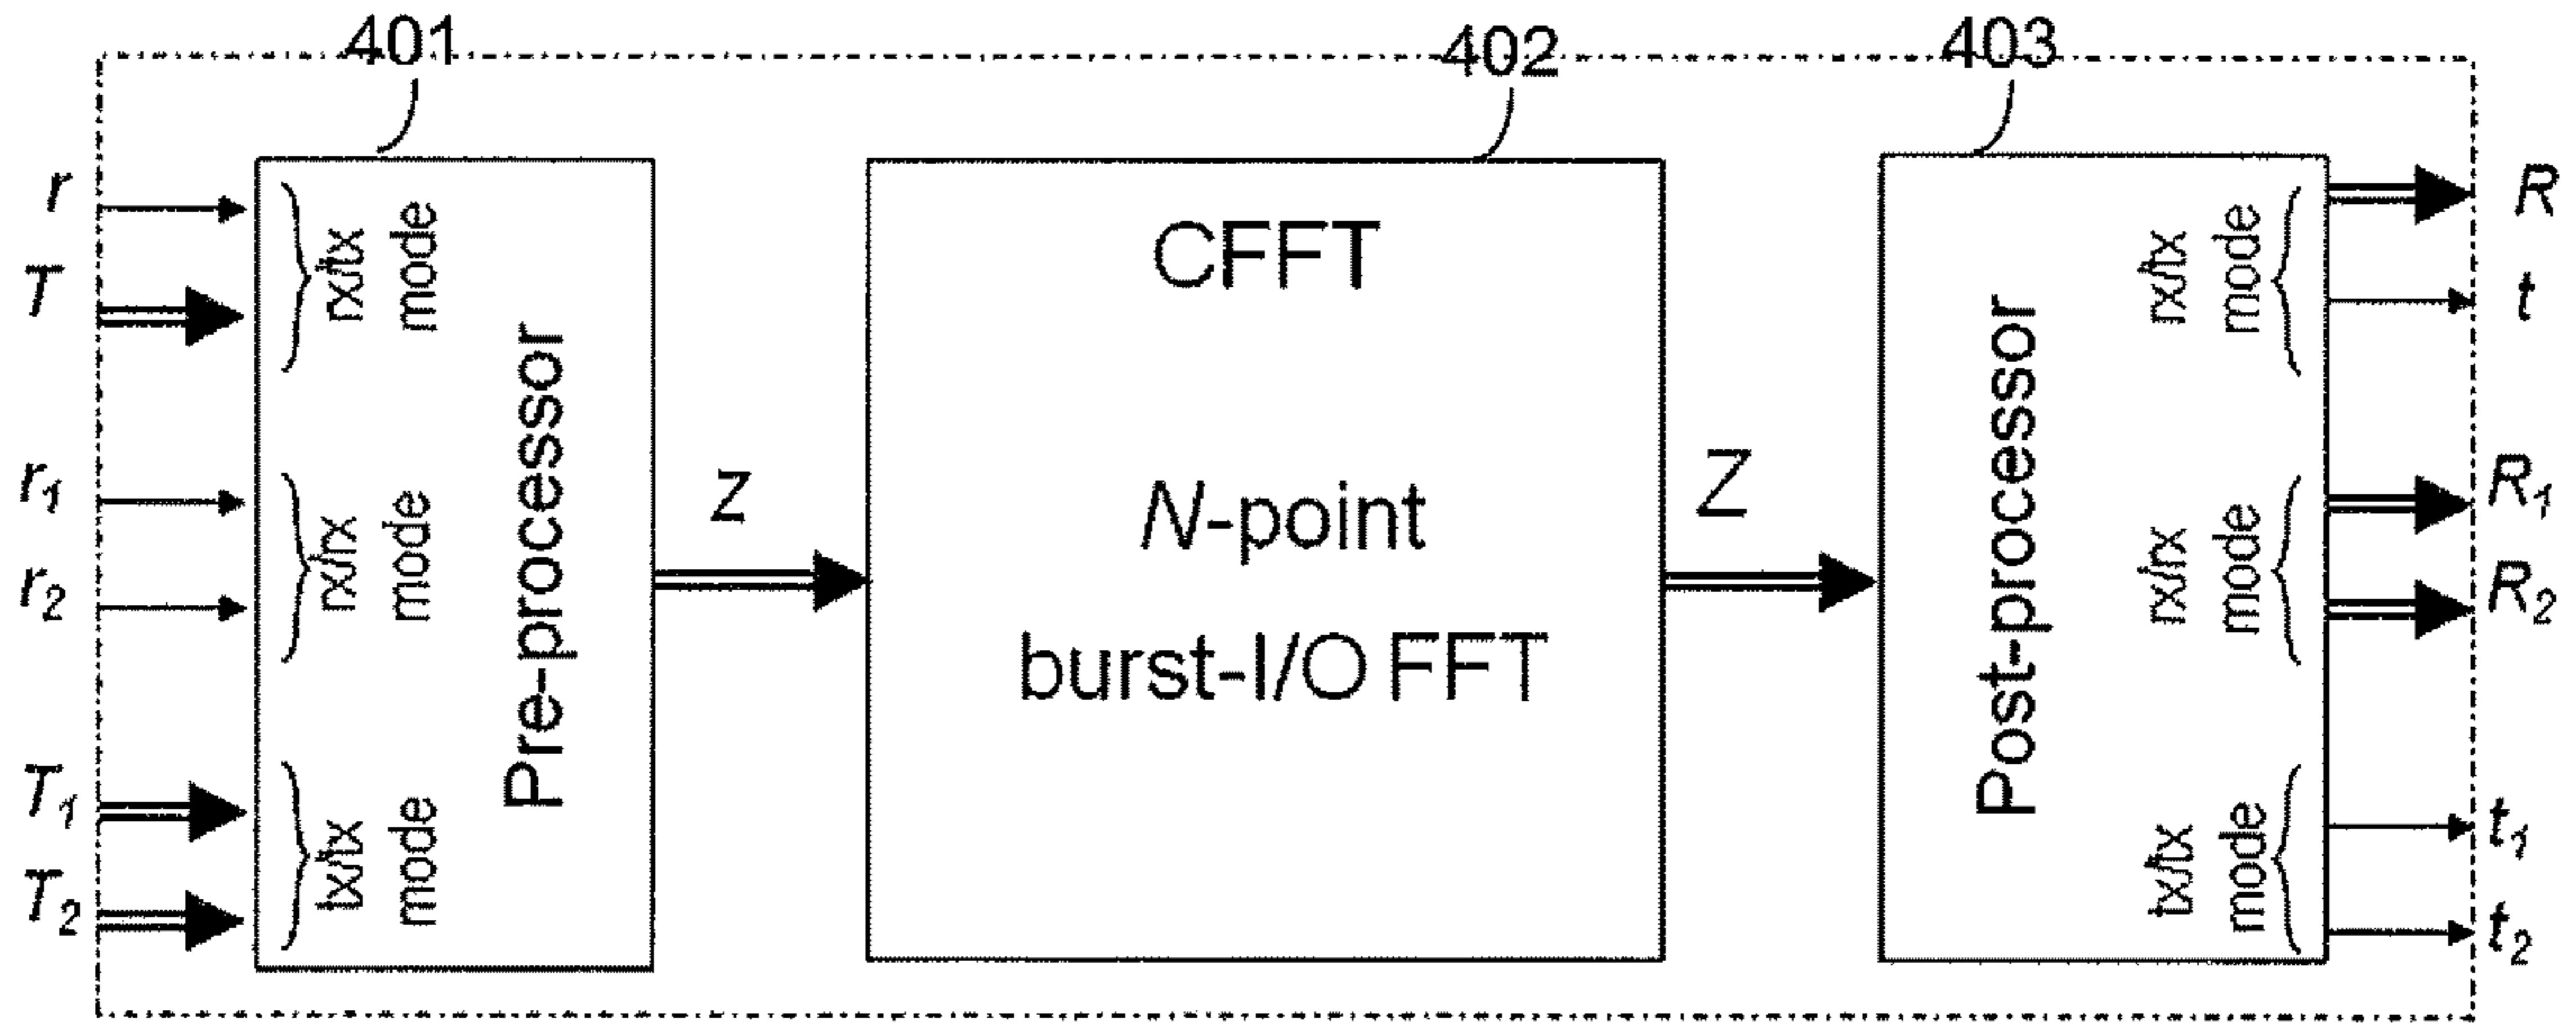 401
402
403
r
T
rx/tx
mode
r1
r2
rx/rx
mode
T1
T2
tx/tx
mode
Pre-processor
z
CFFT
N-point
burst-I/O FFT
Z
Post-processor
rx/tx
mode
rx/rx
mode
tx/tx
mode
R
t
R1
R2
t1
t2